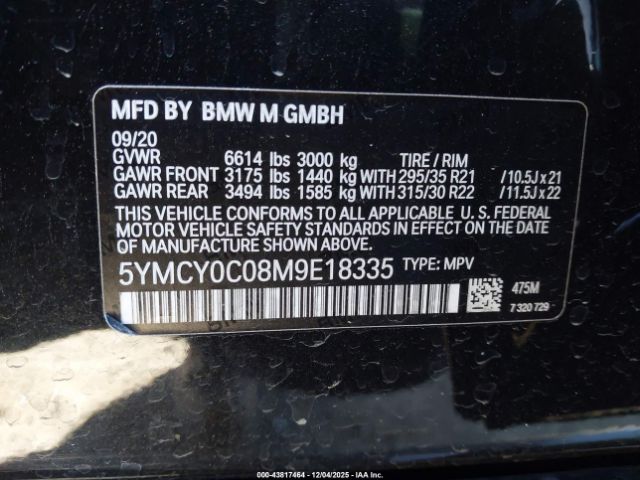 MFD BY BMW M GMBH
09/20
GVWR 6614 lbs 3000 kg TIRE / RIM
GAWR FRONT 3175 lbs 1440 kg WITH 295/35 R21 / 10.5J x 21
GAWR REAR 3494 lbs 1585 kg WITH 315/30 R22 / 11.5J x 22
THIS VEHICLE CONFORMS TO ALL APPLICABLE U. S. FEDERAL
MOTOR VEHICLE SAFETY STANDARDS IN EFFECT ON THE
DATE OF MANUFACTURE SHOWN ABOVE.
5YMCY0C08M9E18335 TYPE: MPV
475M
7 320 729
© 000-43817464 - 12/04/2025 - IAA Inc.